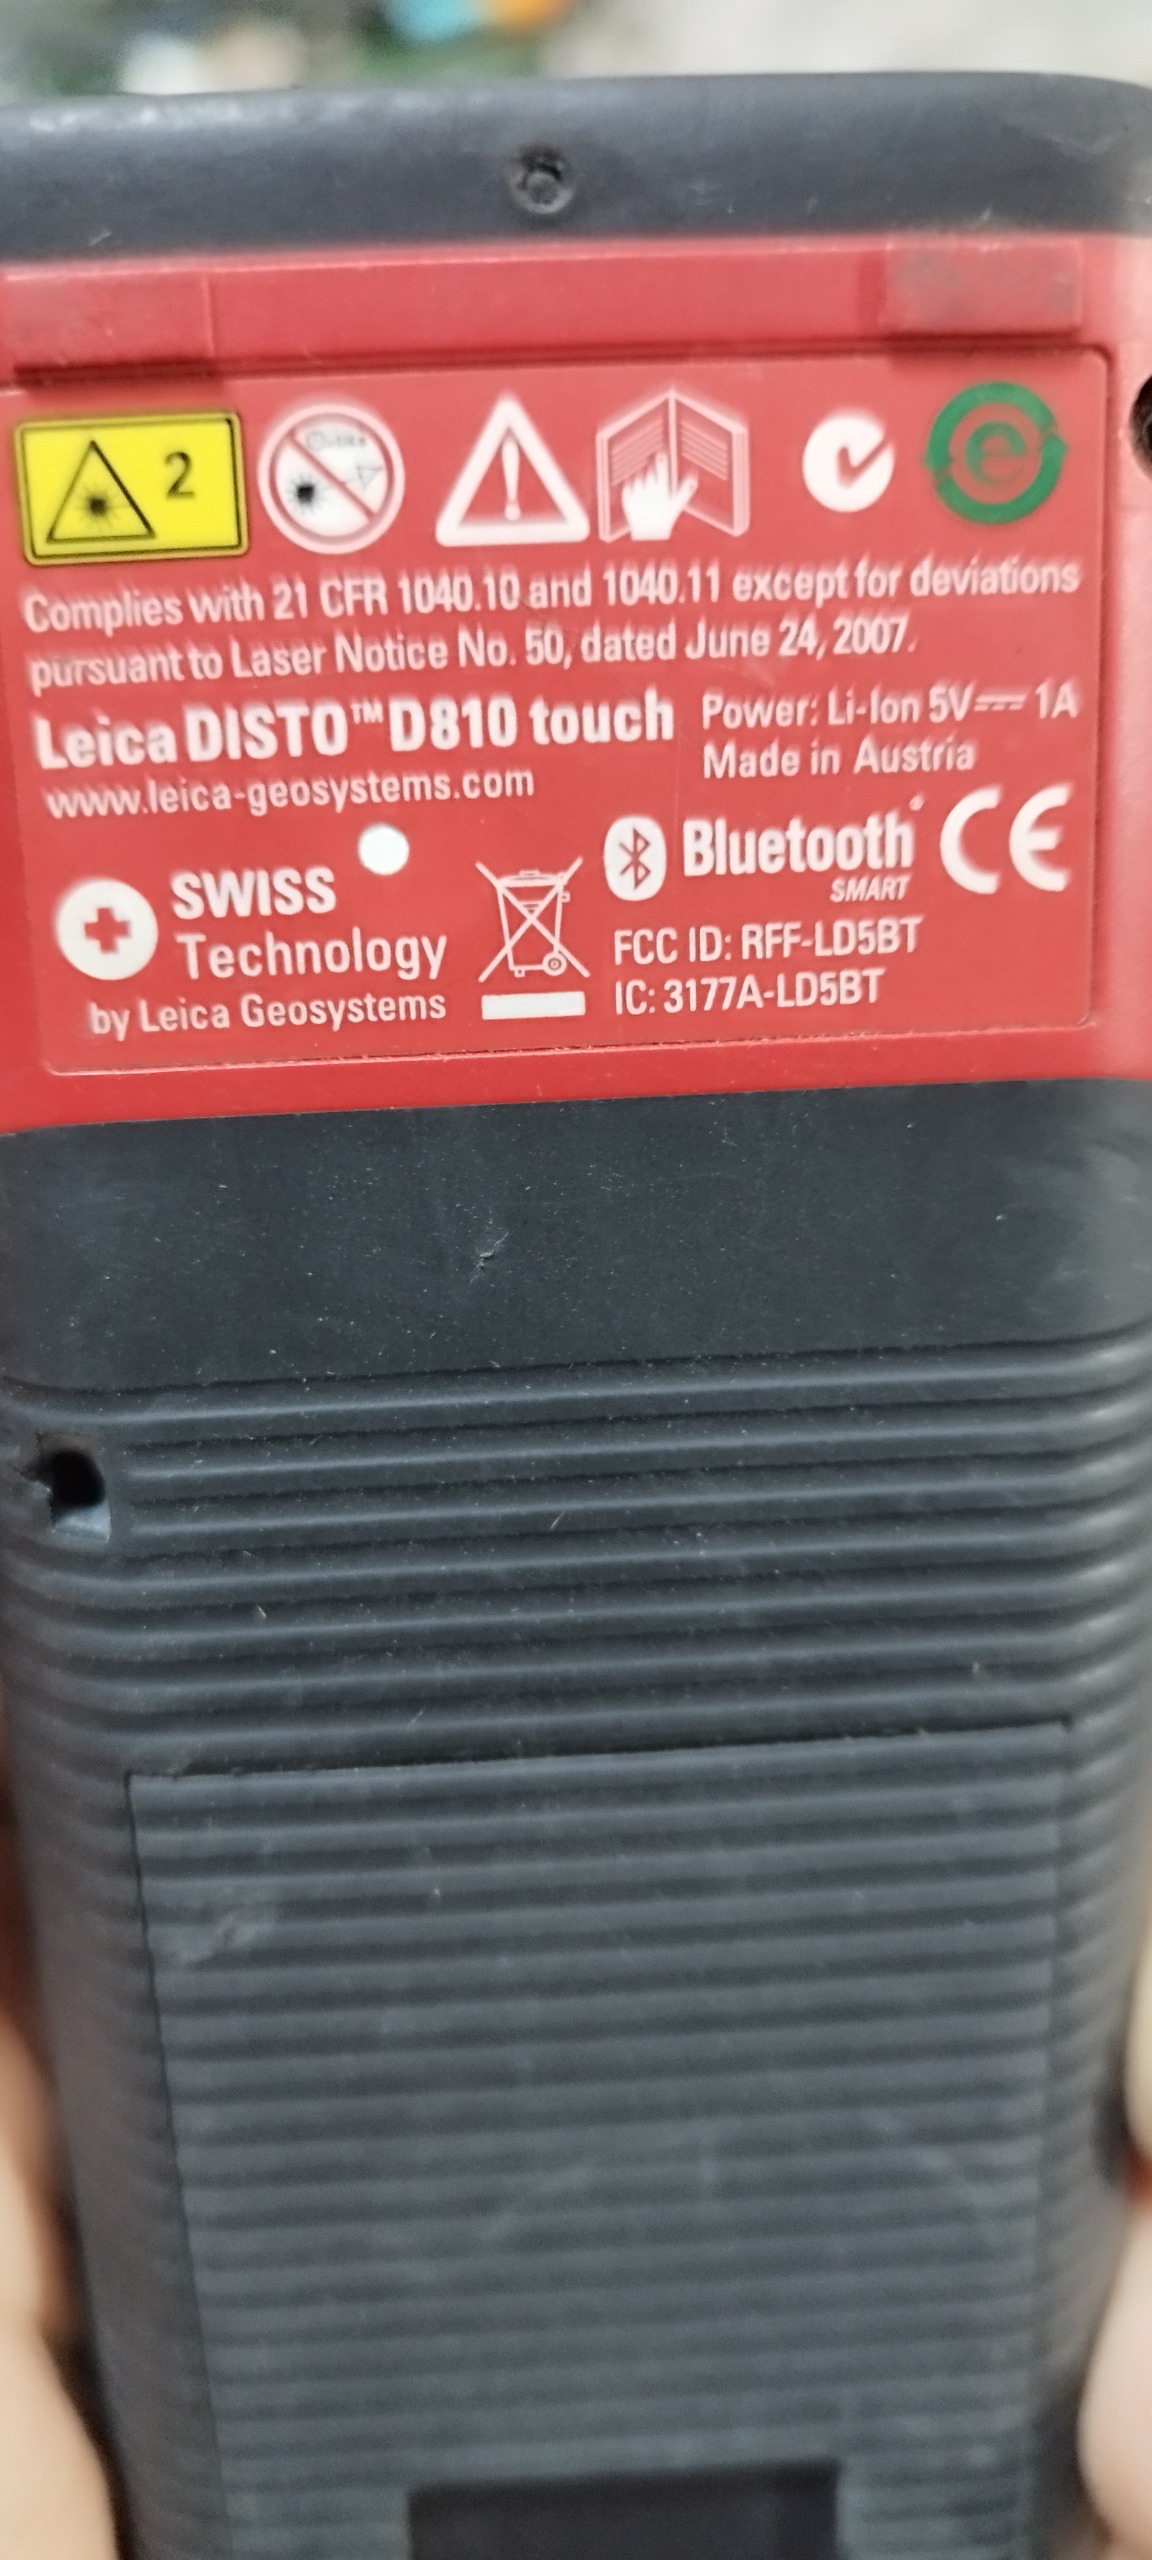 2
Complies with 21 CFR 1040.10 and 1040.11 except for deviations
pursuant to Laser Notice No. 50, dated June 24, 2007.
Leica DISTO™ D810 touch
Power: Li-Ion 5V⎓1A
www.leica-geosystems.com
Made in Austria
SWISS
Technology
by Leica Geosystems
Bluetooth®
SMART
CE
FCC ID: RFF-LD5BT
IC: 3177A-LD5BT